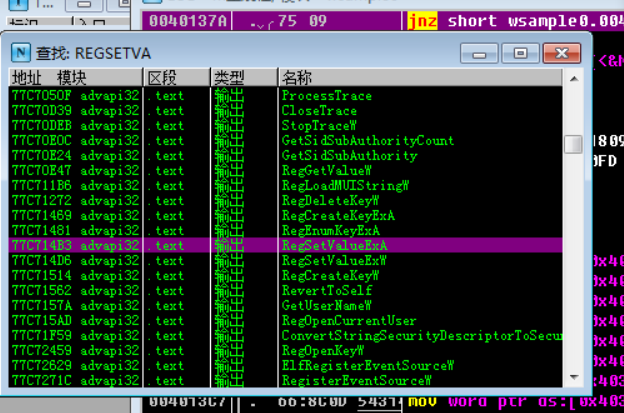 0040137A . 75 09 jnz short wsample0.004
查找: REGSETVA
地址 模块 区段 类型 名称
77C7050F advapi32 .text 输出 ProcessTrace
77C70D39 advapi32 .text 输出 CloseTrace
77C70DEB advapi32 .text 输出 StopTraceW
77C70E0C advapi32 .text 输出 GetSidSubAuthorityCount
77C70E24 advapi32 .text 输出 GetSidSubAuthority
77C70E47 advapi32 .text 输出 RegGetValueW
77C711B6 advapi32 .text 输出 RegLoadMUIStringW
77C71272 advapi32 .text 输出 RegDeleteKeyW
77C71469 advapi32 .text 输出 RegCreateKeyExA
77C71481 advapi32 .text 输出 RegEnumKeyExA
77C714B3 advapi32 .text 输出 RegSetValueExA
77C714D6 advapi32 .text 输出 RegSetValueExW
77C71514 advapi32 .text 输出 RegCreateKeyW
77C71562 advapi32 .text 输出 RevertToSelf
77C7157A advapi32 .text 输出 GetUserNameW
77C715AD advapi32 .text 输出 RegOpenCurrentUser
77C71F59 advapi32 .text 输出 ConvertStringSecurityDescriptorToSecu
77C72459 advapi32 .text 输出 RegOpenKeyW
77C72629 advapi32 .text 输出 ElfRegisterEventSourceW
77C7271C advapi32 .text 输出 RegisterEventSourceW
004013C7 . 66:8C0D 5431 mov word ptr ds:[0x403